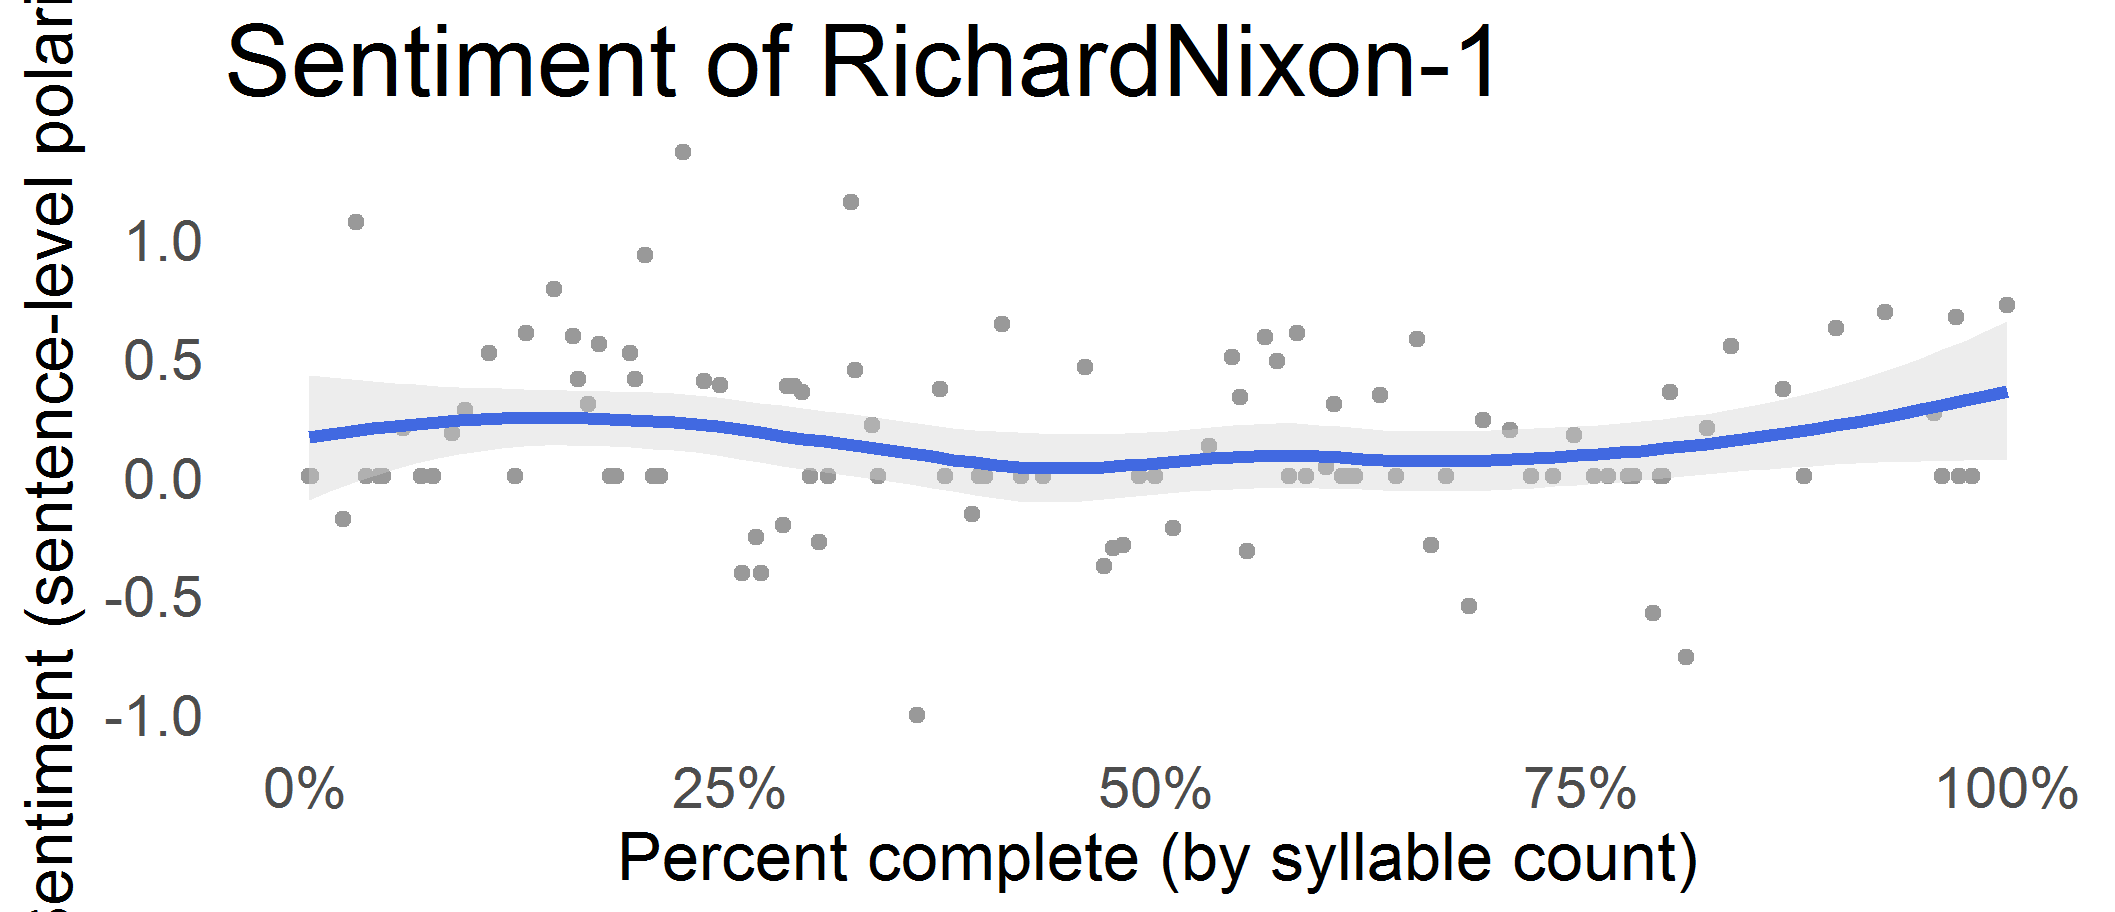 Sentiment of RichardNixon-1
sentiment (sentence-level polari
1.0
0.5
0.0
-0.5
-1.0
0% 25% 50% 75% 100%
Percent complete (by syllable count)